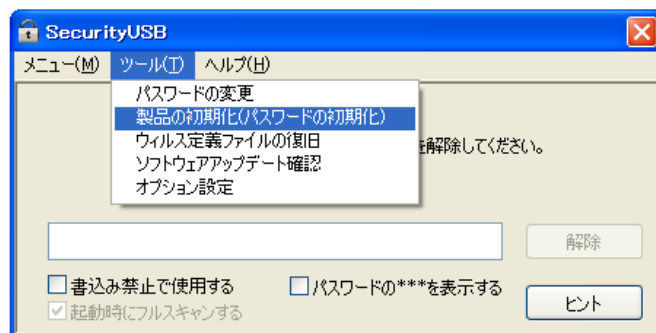 SecurityUSB
メニュー(M) ツール(T) ヘルプ(H)
パスワードの変更
製品の初期化(パスワードの初期化)
ウィルス定義ファイルの復旧
ソフトウェアアップデート確認
オプション設定
を解除してください。
解除
書込み禁止で使用する
パスワードの***を表示する
起動時にフルスキャンする
ヒント